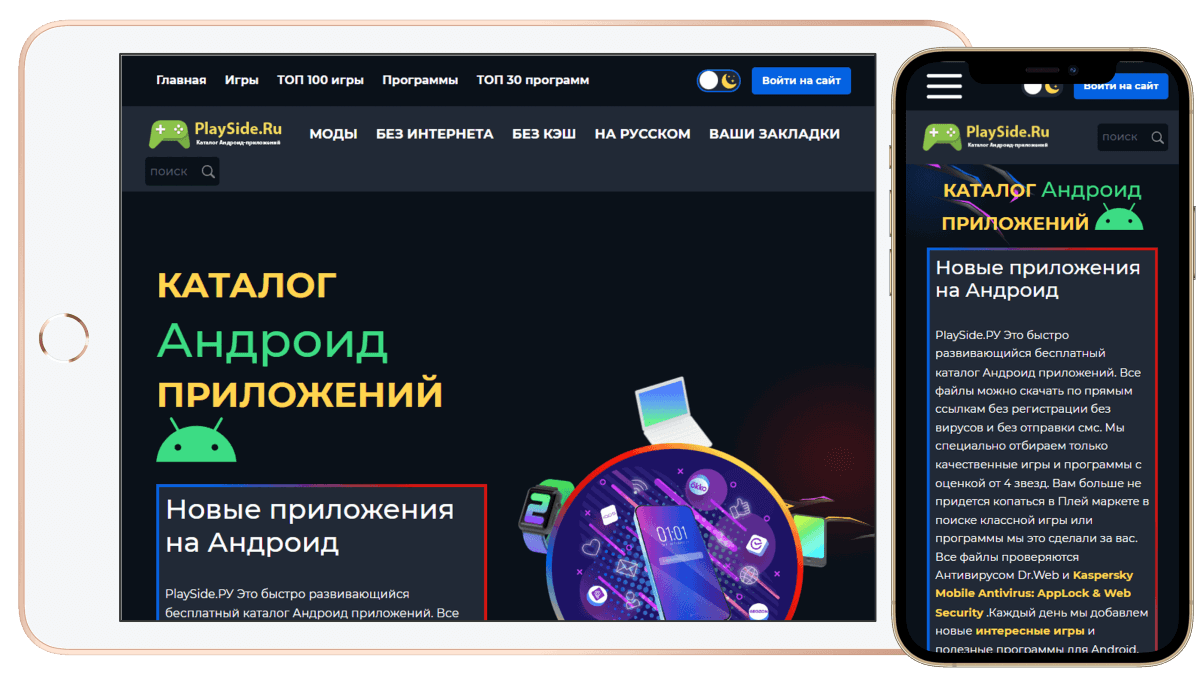 Главная Игры ТОП 100 игры Программы ТОП 30 программ Войти на сайт
PlaySide.Ru
Каталог Андроид-приложений
МОДЫ БЕЗ ИНТЕРНЕТА БЕЗ КЭШ НА РУССКОМ ВАШИ ЗАКЛАДКИ
ПОИСК
КАТАЛОГ
Андроид
ПРИЛОЖЕНИЙ
Новые приложения
на Андроид
PlaySide.РУ Это быстро развивающийся
бесплатный каталог Андроид приложений. Все
okko
01:01
Войти на сайт
PlaySide.Ru
Каталог Андроид-приложений
ПОИСК
КАТАЛОГ Андроид
ПРИЛОЖЕНИЙ
Новые приложения
на Андроид
PlaySide.РУ Это быстро
развивающийся бесплатный
каталог Андроид приложений. Все
файлы можно скачать по прямым
ссылкам без регистрации без
вирусов и без отправки смс. Мы
специально отбираем только
качественные игры и программы с
оценкой от 4 звезд. Вам больше не
придется копаться в Плей маркете в
поиске классной игры или
программы мы это сделали за вас.
Все файлы проверяются
Антивирусом Dr.Web и Kaspersky
Mobile Antivirus: AppLock & Web
Security .Каждый день мы добавлем
новые интересные игры и
полезные программы для Android.